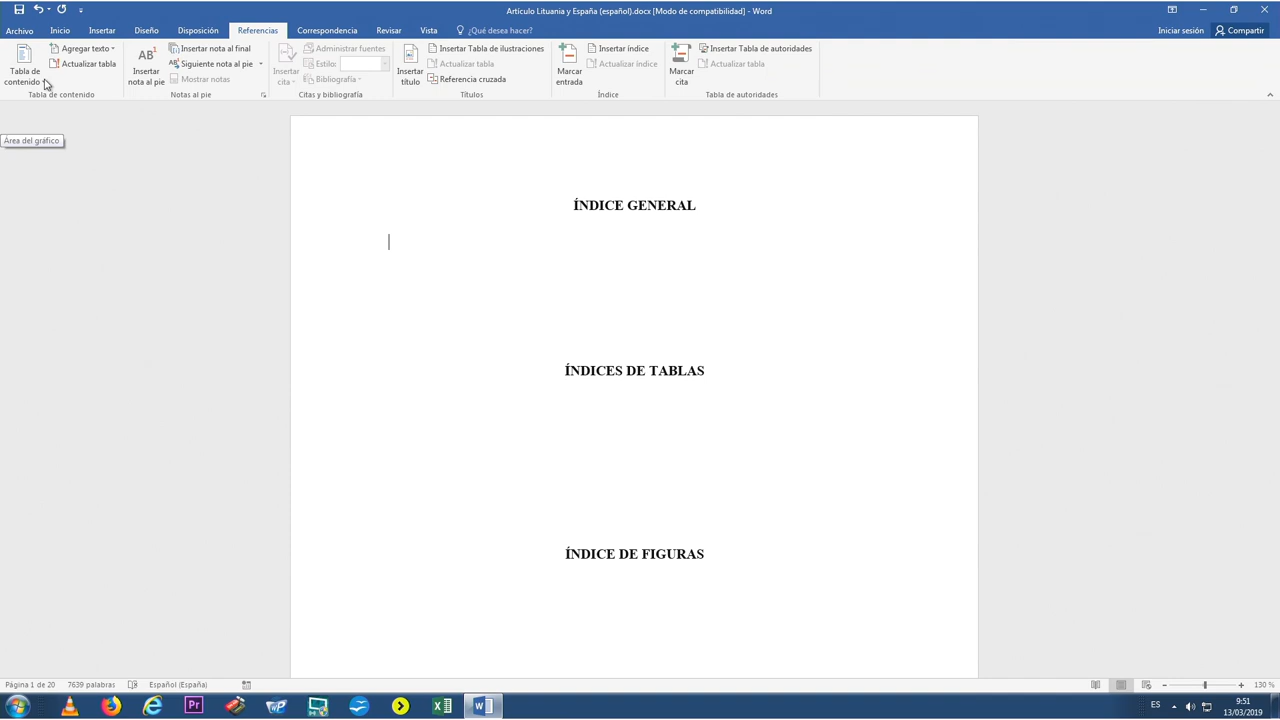 Artículo Lituania y España (español).docx [Modo de compatibilidad] - Word
Archivo Inicio Insertar Diseño Disposición Referencias Correspondencia Revisar Vista ¿Qué desea hacer? Iniciar sesión Compartir
Tabla de contenido
Agregar texto
Actualizar tabla
Tabla de contenido
AB1
Insertar nota al pie
Insertar nota al final
Siguiente nota al pie
Mostrar notas
Notas al pie
Insertar cita
Administrar fuentes
Estilo:
Bibliografía
Citas y bibliografía
Insertar título
Insertar Tabla de ilustraciones
Actualizar tabla
Referencia cruzada
Títulos
Marcar entrada
Insertar índice
Actualizar índice
Índice
Marcar cita
Insertar Tabla de autoridades
Actualizar tabla
Tabla de autoridades
Área del gráfico
ÍNDICE GENERAL
ÍNDICES DE TABLAS
ÍNDICE DE FIGURAS
Página 1 de 20 7639 palabras Español (España) 130 %
ES 9:51
13/03/2019